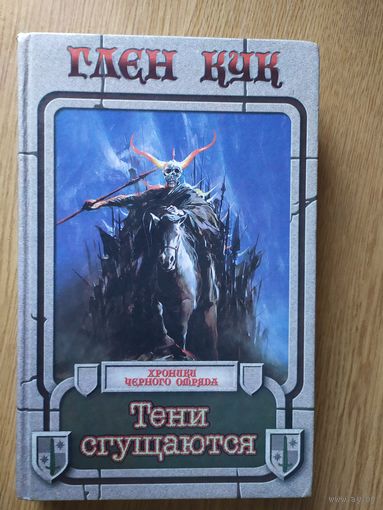 ГЛЕН КУК
ХРОНИКИ
ЧЕРНОГО ОТРЯДА
Тени
сгущаются